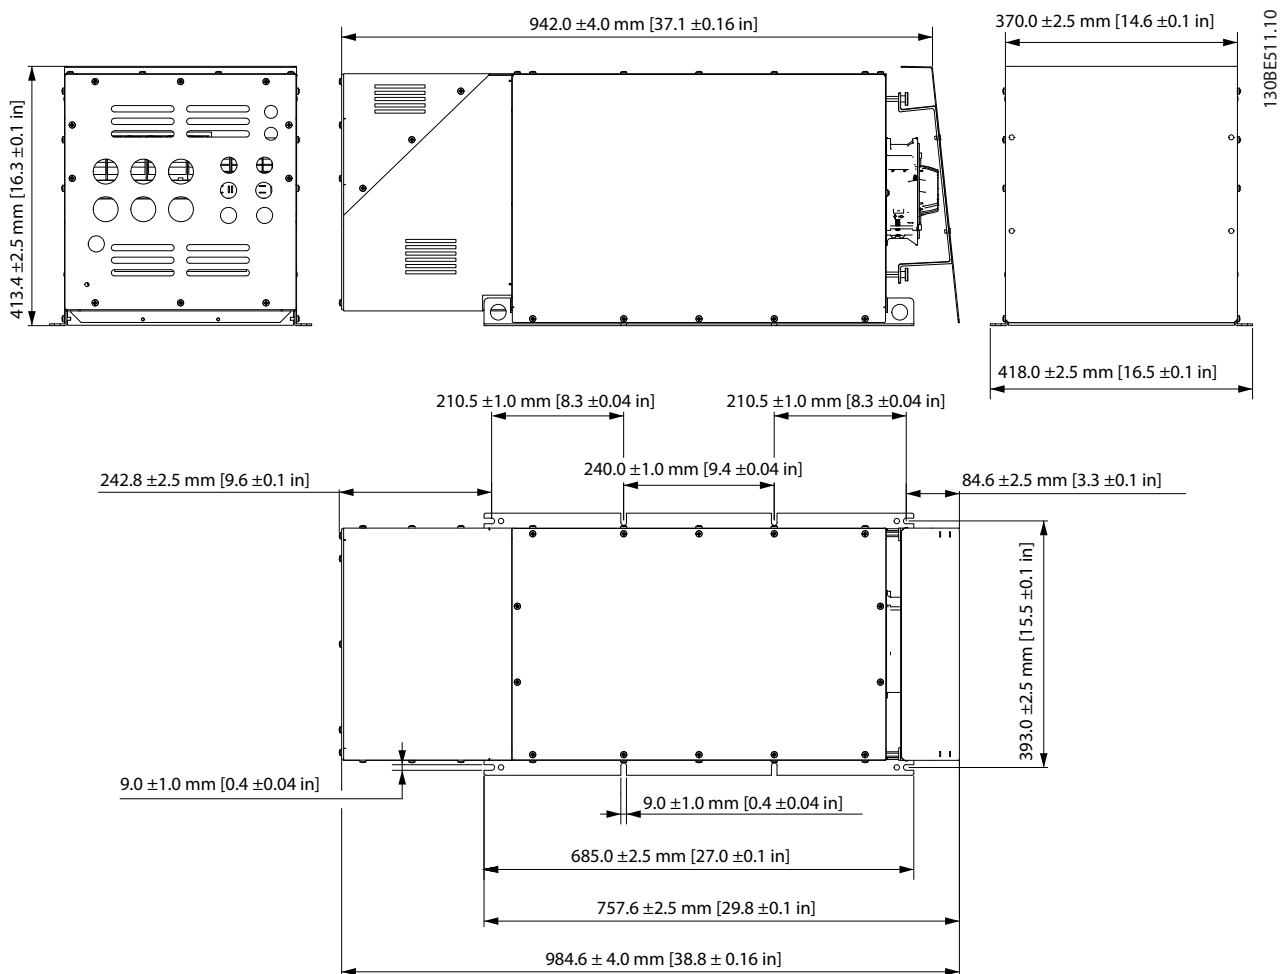 942.0 ±4.0 mm [37.1 ±0.16 in]
370.0 ±2.5 mm [14.6 ±0.1 in]
130BE511.10
413.4 ±2.5 mm [16.3 ±0.1 in]
418.0 ±2.5 mm [16.5 ±0.1 in]
210.5 ±1.0 mm [8.3 ±0.04 in]
210.5 ±1.0 mm [8.3 ±0.04 in]
242.8 ±2.5 mm [9.6 ±0.1 in]
240.0 ±1.0 mm [9.4 ±0.04 in]
84.6 ±2.5 mm [3.3 ±0.1 in]
393.0 ±2.5 mm [15.5 ±0.1 in]
9.0 ±1.0 mm [0.4 ±0.04 in]
9.0 ±1.0 mm [0.4 ±0.04 in]
685.0 ±2.5 mm [27.0 ±0.1 in]
757.6 ±2.5 mm [29.8 ±0.1 in]
984.6 ± 4.0 mm [38.8 ± 0.16 in]